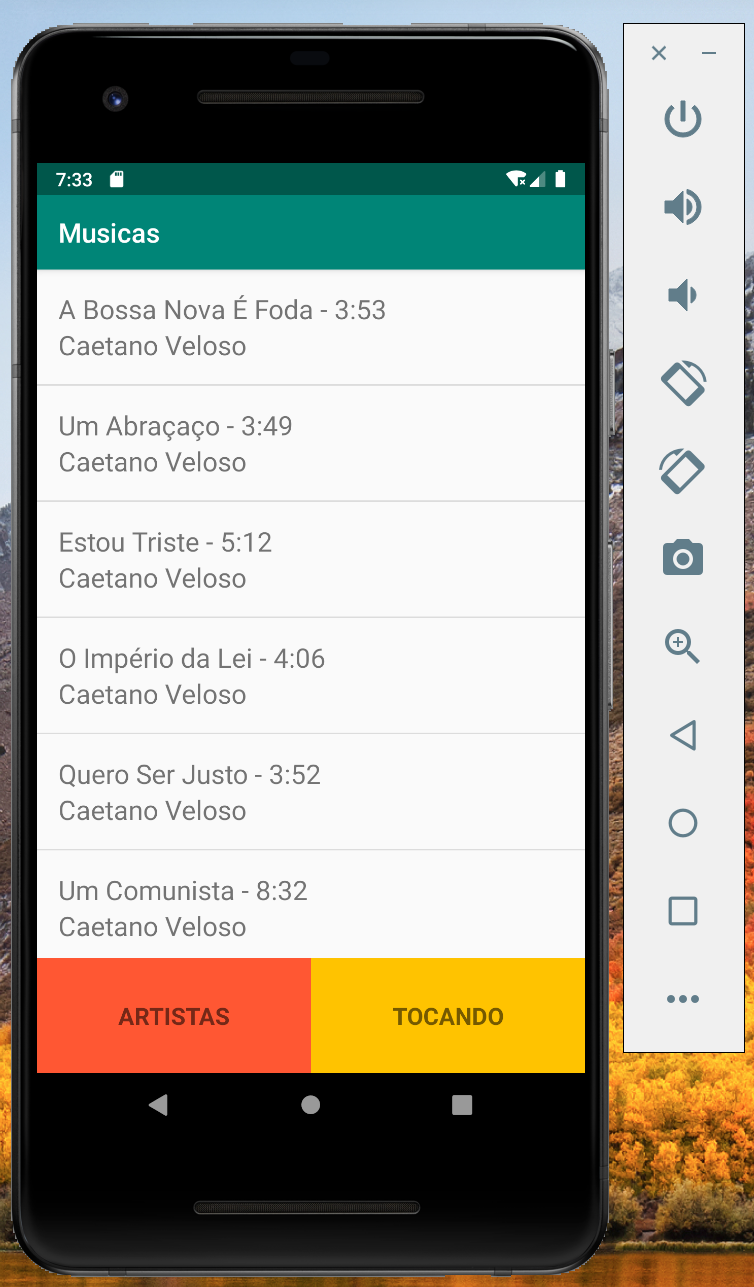 7:33
Musicas
A Bossa Nova É Foda - 3:53
Caetano Veloso
Um Abraçaço - 3:49
Caetano Veloso
Estou Triste - 5:12
Caetano Veloso
O Império da Lei - 4:06
Caetano Veloso
Quero Ser Justo - 3:52
Caetano Veloso
Um Comunista - 8:32
Caetano Veloso
ARTISTAS
TOCANDO